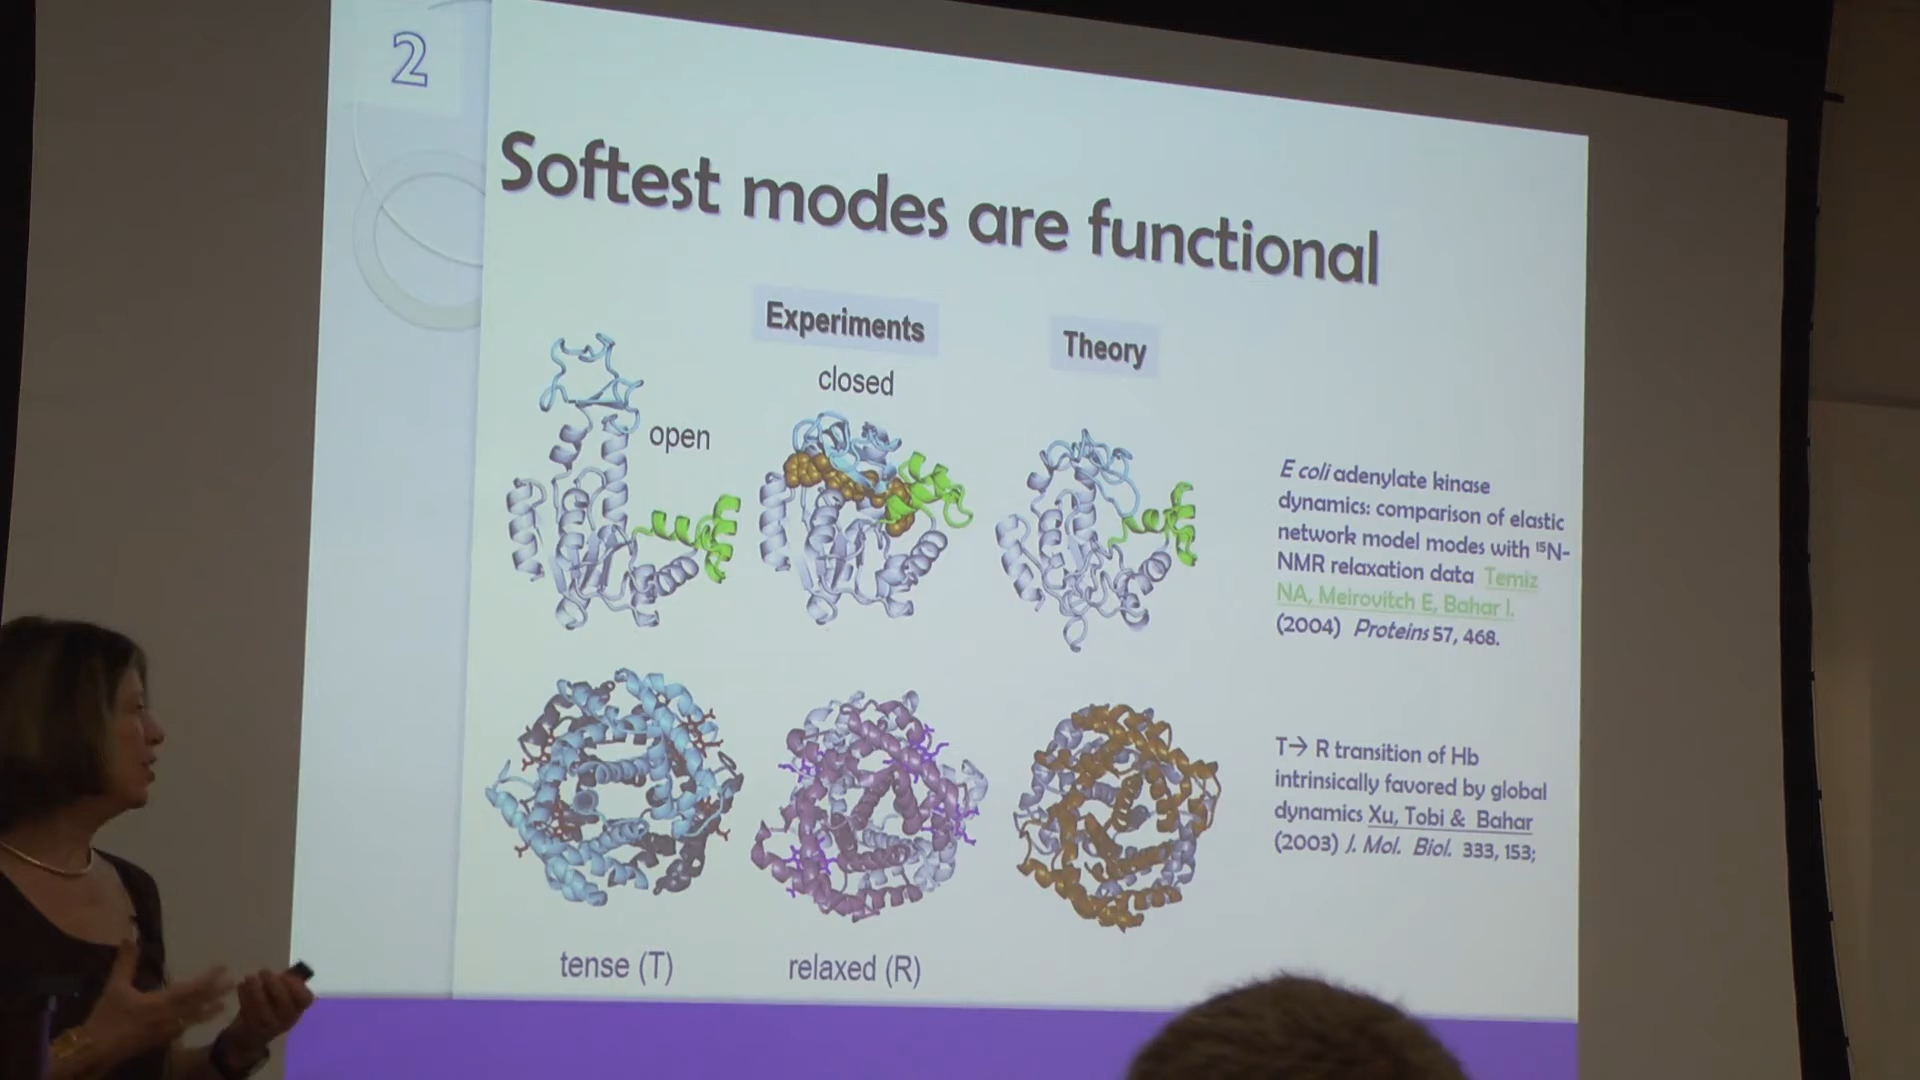 2
Softest modes are functional
Experiments
Theory
closed
open
E coli adenylate kinase
dynamics: comparison of elastic
network model modes with ¹⁵N-
NMR relaxation data Temiz
NA, Meirovitch E, Bahar I.
(2004) Proteins 57, 468.
T→ R transition of Hb
intrinsically favored by global
dynamics Xu, Tobi & Bahar
(2003) J. Mol. Biol. 333, 153;
tense (T)
relaxed (R)